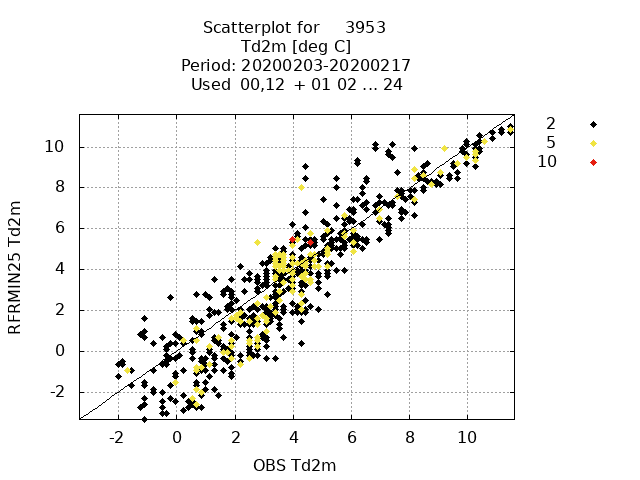 Scatterplot for 3953
Td2m [deg C]
Period: 20200203-20200217
Used 00,12 + 01 02 ... 24
2
5
10
RFRMIN25 Td2m
10
8
6
4
2
0
-2
-2 0 2 4 6 8 10
OBS Td2m